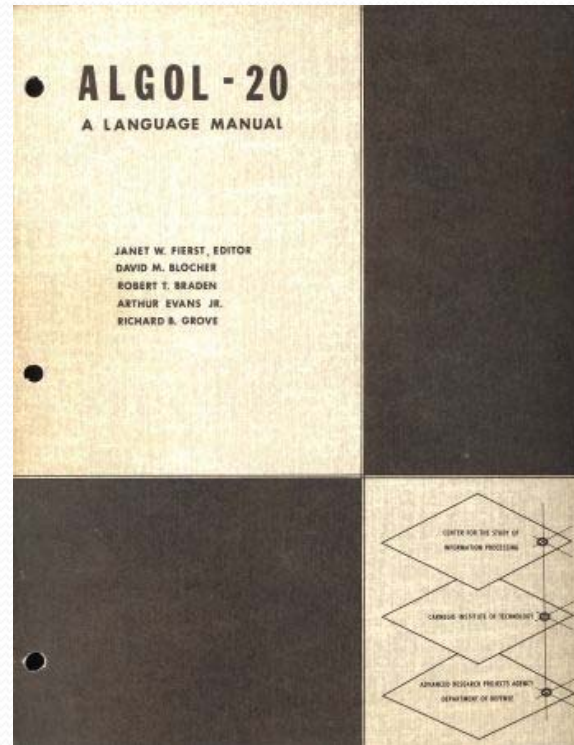 ALGOL - 20
A LANGUAGE MANUAL
JANET W. FIERST, EDITOR
DAVID M. BLOCHER
ROBERT T. BRADEN
ARTHUR EVANS JR.
RICHARD B. GROVE
CENTER FOR THE STUDY OF
INFORMATION PROCESSING
CARNEGIE INSTITUTE OF TECHNOLOGY
ADVANCED RESEARCH PROJECTS AGENCY
DEPARTMENT OF DEFENSE